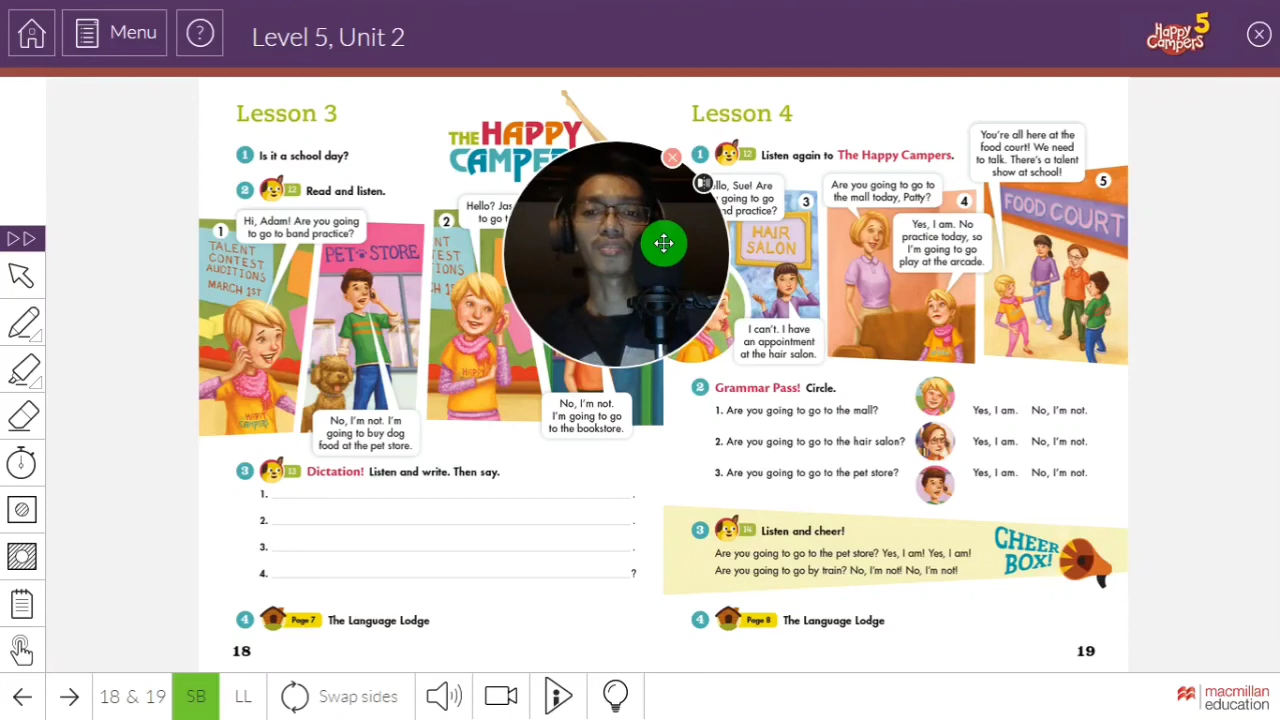 Menu
?
Level 5, Unit 2
Happy Campers 5
Lesson 3
THE HAPPY
1 Is it a school day?
2 12 Read and listen.
1
Hi, Adam! Are you going
to go to band practice?
TALENT
CONTEST
AUDITIONS
MARCH 1ST
PET STORE
No, I'm not. I'm
going to buy dog
food at the pet store.
2
No, I'm not.
I'm going to go
to the bookstore.
3 13 Dictation! Listen and write. Then say.
1. .
2. .
3. .
4. ?
4 Page 7 The Language Lodge
18
Lesson 4
1 12 Listen again to The Happy Campers.
3
HAIR
SALON
I can't. I have
an appointment
at the hair salon.
Are you going to go to
the mall today, Patty?
4
Yes, I am. No
practice today, so
I'm going to go
play at the arcade.
You're all here at the
food court! We need
to talk. There's a talent
show at school!
5
FOOD COURT
2 Grammar Pass! Circle.
1. Are you going to go to the mall? Yes, I am. No, I'm not.
2. Are you going to go to the hair salon? Yes, I am. No, I'm not.
3. Are you going to go to the pet store? Yes, I am. No, I'm not.
3 14 Listen and cheer!
Are you going to go to the pet store? Yes, I am! Yes, I am!
Are you going to go by train? No, I'm not! No, I'm not!
CHEER
BOX!
4 Page 8 The Language Lodge
19
18 & 19
SB
LL
Swap sides
macmillan
education